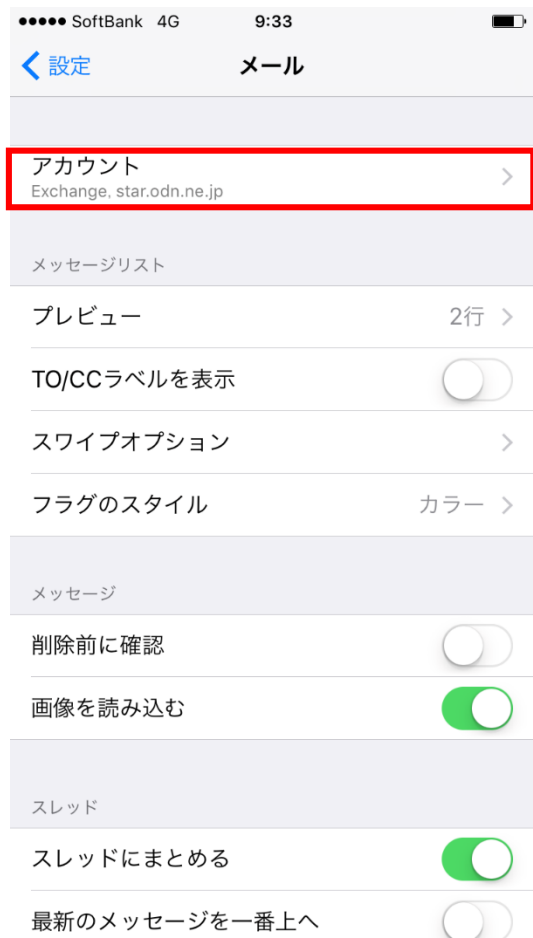 SoftBank 4G 9:33
設定 メール
アカウント
Exchange, star.odn.ne.jp
メッセージリスト
プレビュー 2行
TO/CCラベルを表示
スワイプオプション
フラグのスタイル カラー
メッセージ
削除前に確認
画像を読み込む
スレッド
スレッドにまとめる
最新のメッセージを一番上へ